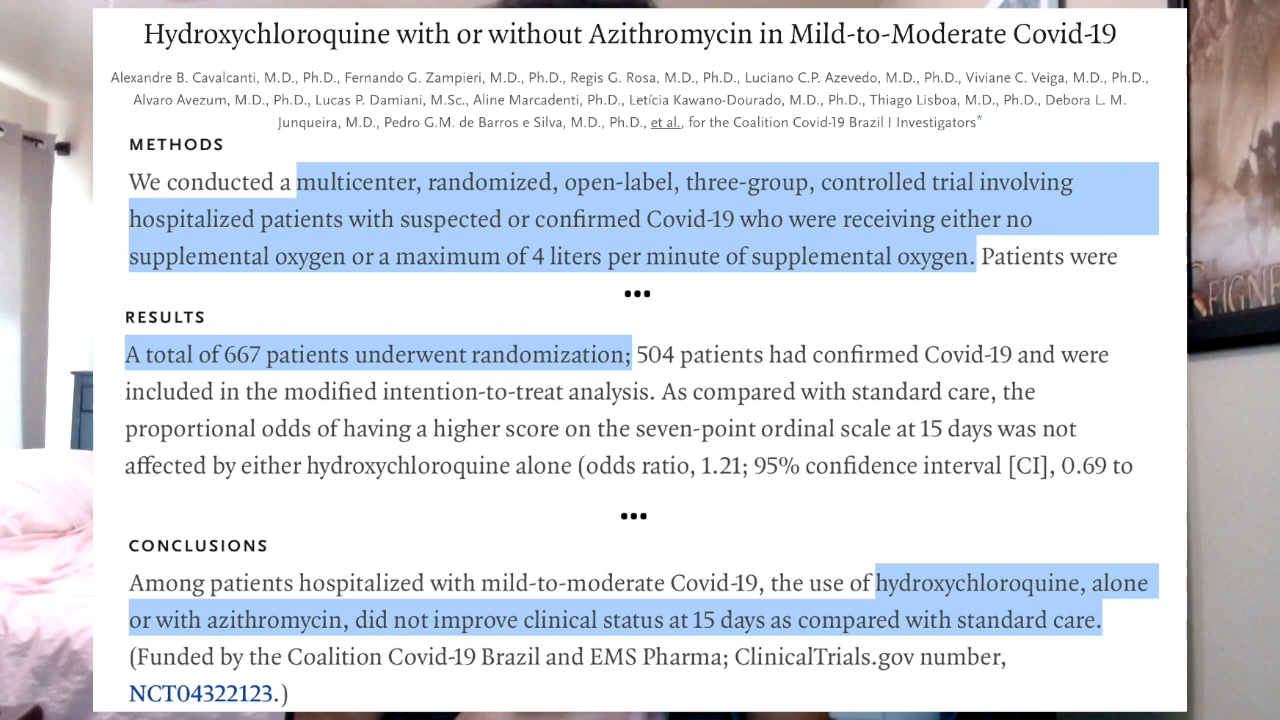 Hydroxychloroquine with or without Azithromycin in Mild-to-Moderate Covid-19
Alexandre B. Cavalcanti, M.D., Ph.D., Fernando G. Zampieri, M.D., Ph.D., Regis G. Rosa, M.D., Ph.D., Luciano C.P. Azevedo, M.D., Ph.D., Viviane C. Veiga, M.D., Ph.D.,
Alvaro Avezum, M.D., Ph.D., Lucas P. Damiani, M.Sc., Aline Marcadenti, Ph.D., Letícia Kawano-Dourado, M.D., Ph.D., Thiago Lisboa, M.D., Ph.D., Debora L. M.
Junqueira, M.D., Pedro G.M. de Barros e Silva, M.D., Ph.D., et al., for the Coalition Covid-19 Brazil I Investigators*
METHODS
We conducted a multicenter, randomized, open-label, three-group, controlled trial involving
hospitalized patients with suspected or confirmed Covid-19 who were receiving either no
supplemental oxygen or a maximum of 4 liters per minute of supplemental oxygen. Patients were
•••
RESULTS
A total of 667 patients underwent randomization; 504 patients had confirmed Covid-19 and were
included in the modified intention-to-treat analysis. As compared with standard care, the
proportional odds of having a higher score on the seven-point ordinal scale at 15 days was not
affected by either hydroxychloroquine alone (odds ratio, 1.21; 95% confidence interval [CI], 0.69 to
•••
CONCLUSIONS
Among patients hospitalized with mild-to-moderate Covid-19, the use of hydroxychloroquine, alone
or with azithromycin, did not improve clinical status at 15 days as compared with standard care.
(Funded by the Coalition Covid-19 Brazil and EMS Pharma; ClinicalTrials.gov number,
NCT04322123.)